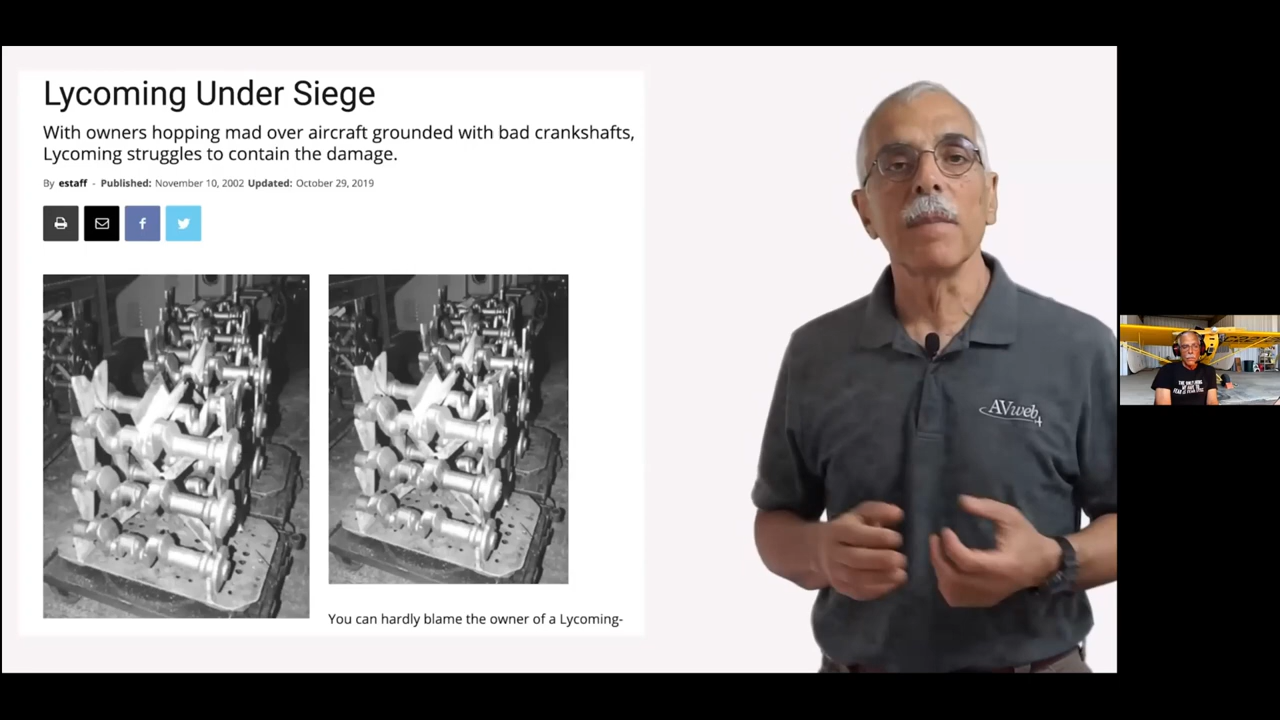 Lycoming Under Siege
With owners hopping mad over aircraft grounded with bad crankshafts,
Lycoming struggles to contain the damage.
By estaff - Published: November 10, 2002 Updated: October 29, 2019
f
You can hardly blame the owner of a Lycoming-
AVweb